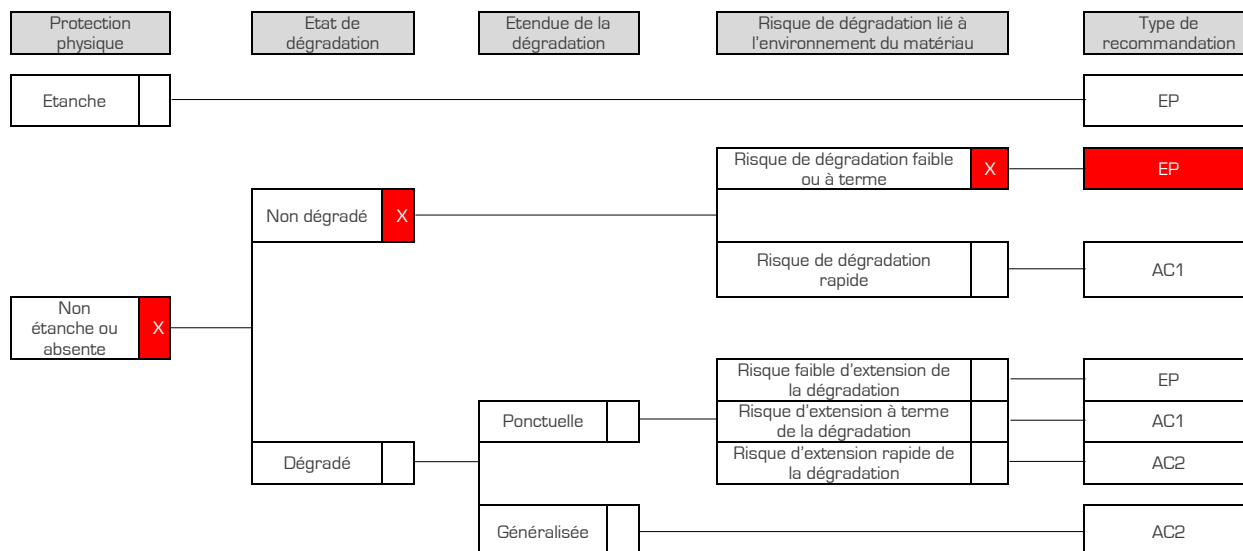 Protection
physique
Etat de
dégradation
Etendue de la
dégradation
Risque de dégradation lié à
l'environnement du matériau
Type de
recommandation
Etanche
EP
Risque de dégradation faible
ou à terme
X
EP
Non dégradé
X
Risque de dégradation
rapide
AC1
Non
étanche ou
absente
X
Risque faible d'extension de
la dégradation
EP
Ponctuelle
Risque d'extension à terme
de la dégradation
AC1
Dégradé
Risque d'extension rapide de
la dégradation
AC2
Généralisée
AC2